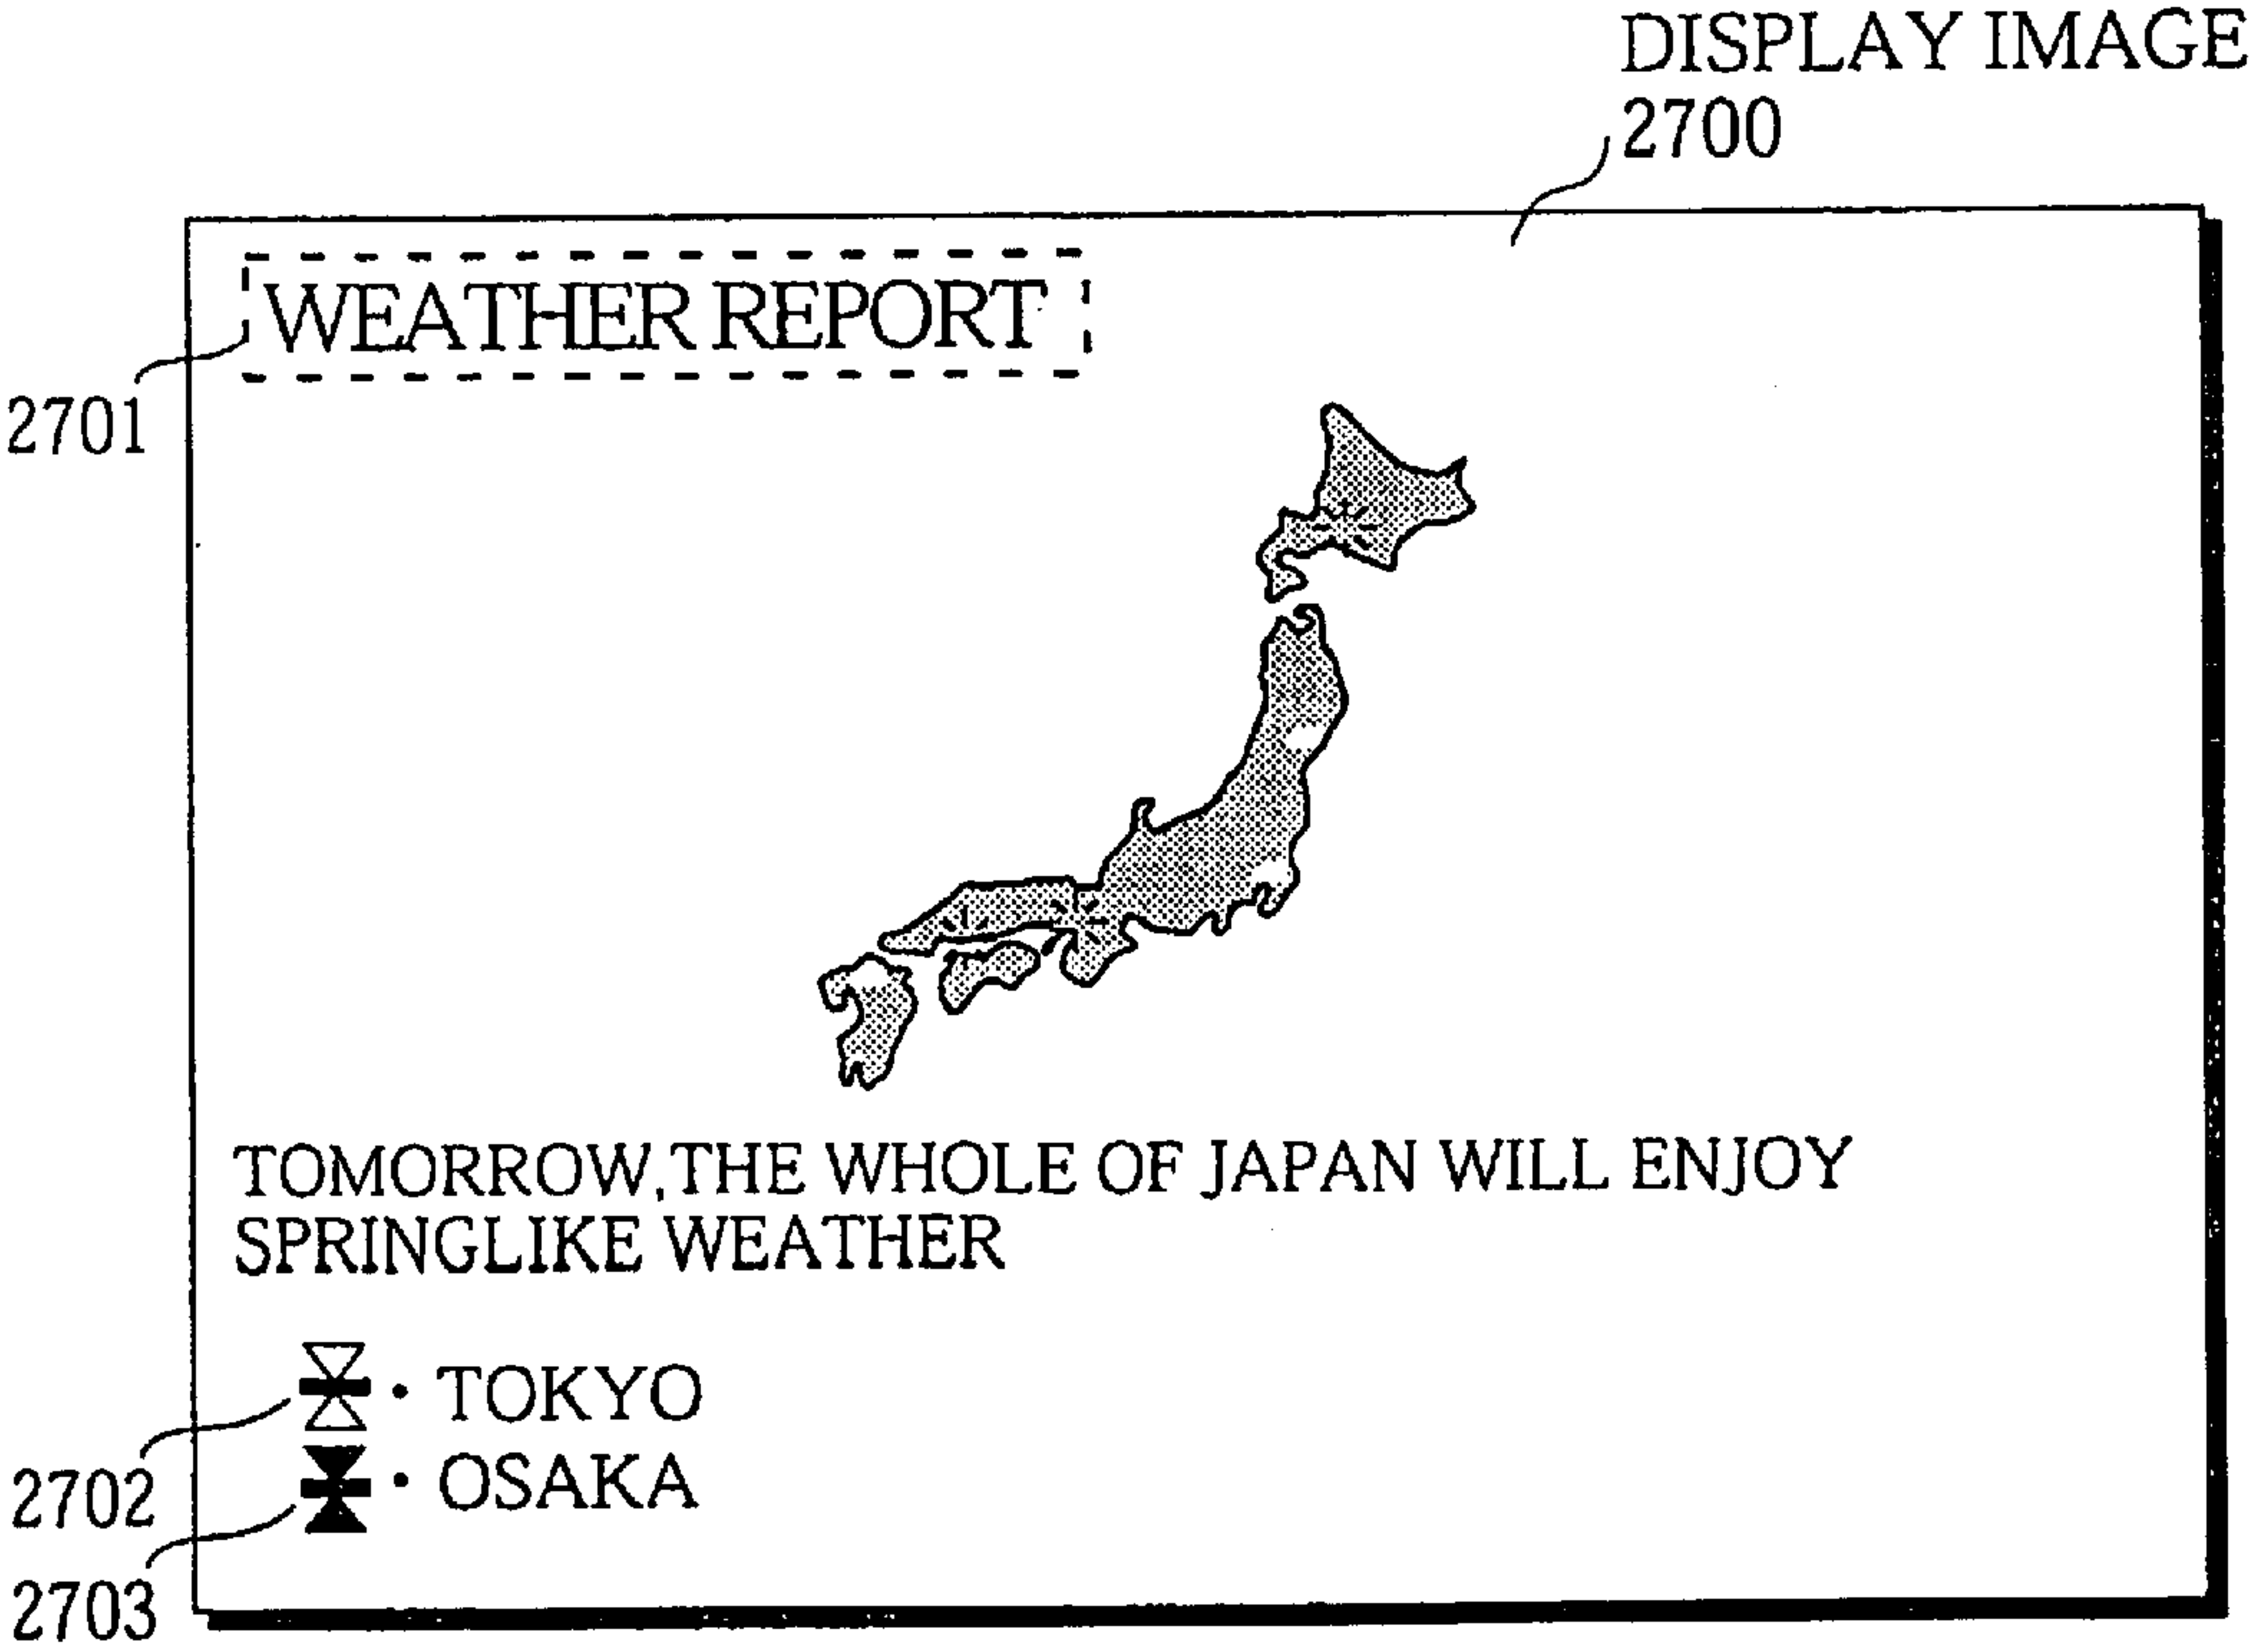 DISPLAY IMAGE
2700
WEATHER REPORT
2701
TOMORROW, THE WHOLE OF JAPAN WILL ENJOY
SPRINGLIKE WEATHER
• TOKYO
2702
• OSAKA
2703